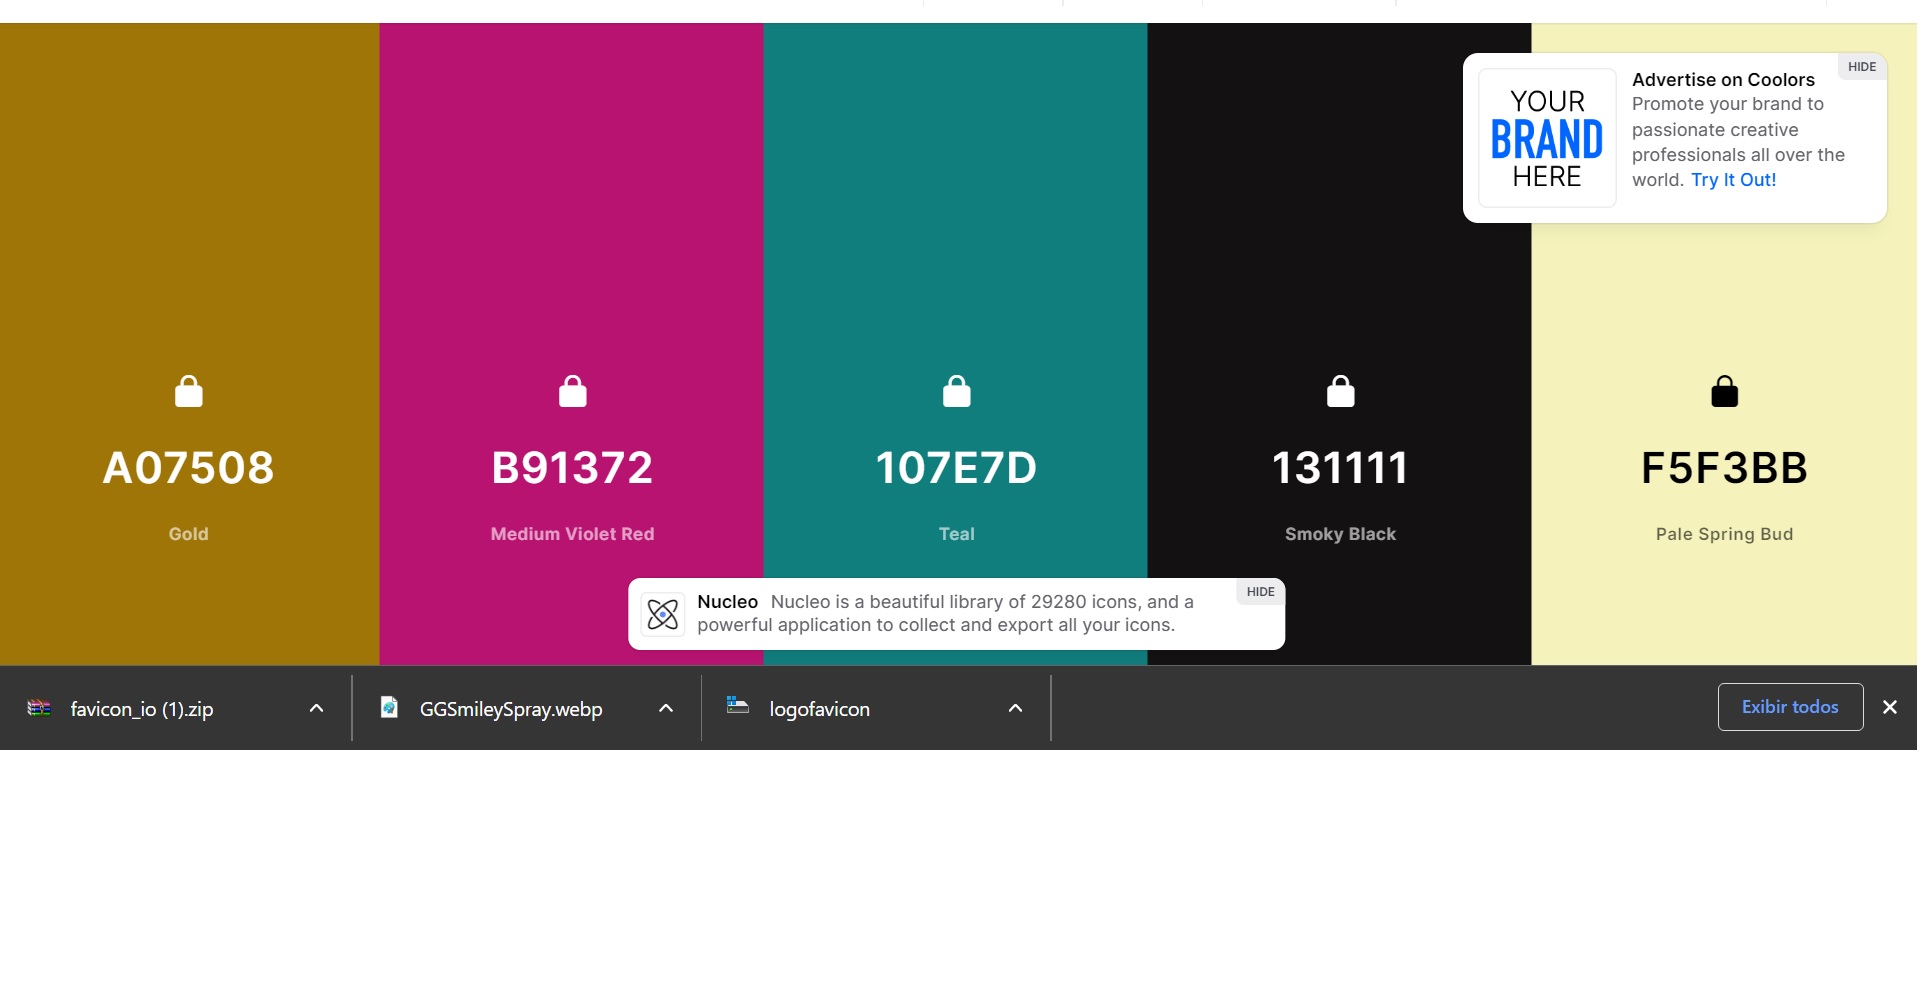 HIDE
YOUR
BRAND
HERE
Advertise on Coolors
Promote your brand to
passionate creative
professionals all over the
world. Try It Out!
A07508
Gold
B91372
Medium Violet Red
107E7D
Teal
131111
Smoky Black
F5F3BB
Pale Spring Bud
HIDE
Nucleo Nucleo is a beautiful library of 29280 icons, and a
powerful application to collect and export all your icons.
favicon_io (1).zip
GGSmileySpray.webp
logofavicon
Exibir todos